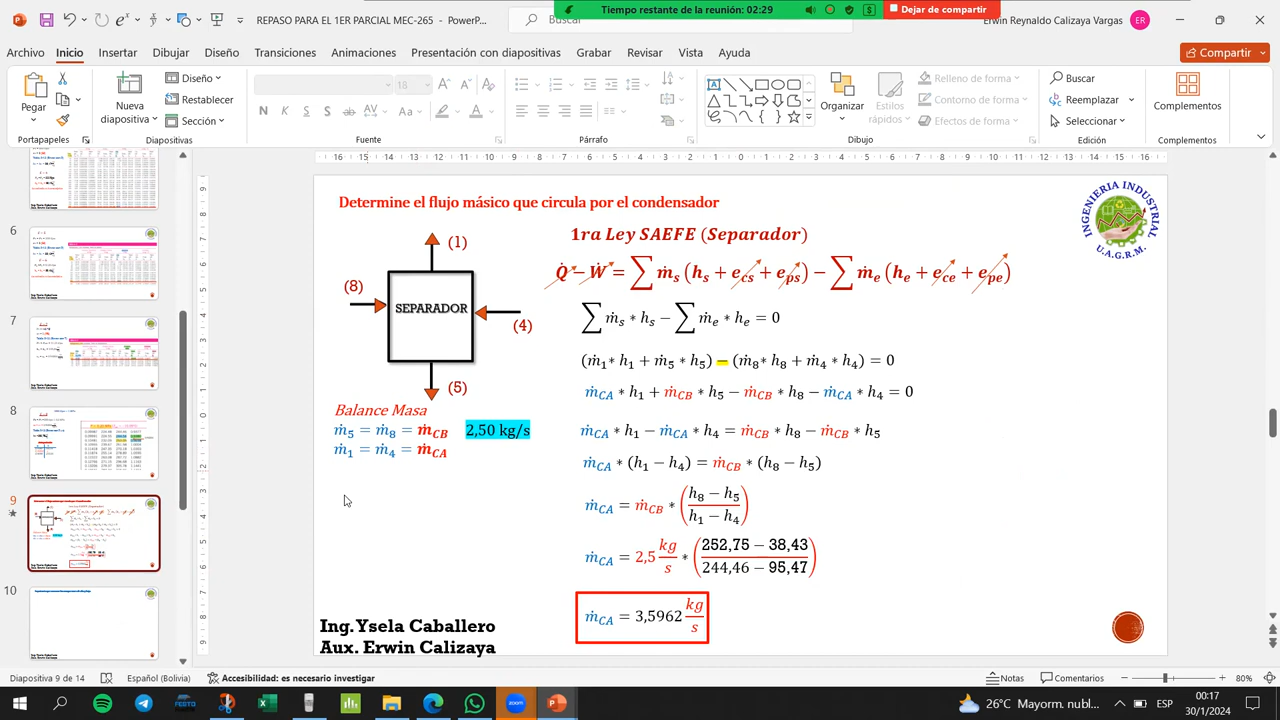 REPASO PARA EL 1ER PARCIAL MEC-265 - PowerP...
Buscar
Tiempo restante de la reunión: 02:29
Dejar de compartir
Erwin Reynaldo Calizaya Vargas
ER
Archivo Inicio Insertar Dibujar Diseño Transiciones Animaciones Presentación con diapositivas Grabar Revisar Vista Ayuda
Compartir
Pegar
Nueva diapositiva
Diseño
Restablecer
Sección
18
Organizar
Estilos rápidos
Relleno de forma
Contorno de forma
Efectos de forma
Buscar
Reemplazar
Seleccionar
Complementos
Portapapeles Diapositivas Fuente Párrafo Dibujo Edición Complementos
6
7
8
9
10
Determine el flujo másico que circula por el condensador
INGENIERIA INDUSTRIAL
U.A.G.R.M.
1ra Ley SAEFE (Separador)
(1)
(8)
SEPARADOR
(4)
(5)
Q̇ − Ẇ = ∑ ṁs (hs + ecs + eps) − ∑ ṁe (he + ece + epe)
∑ ṁs * hs − ∑ ṁe * he = 0
(ṁ1 * h1 + ṁ5 * h5) − (ṁ8 * h8 + ṁ4 * h4) = 0
ṁCA * h1 + ṁCB * h5 − ṁCB * h8 − ṁCA * h4 = 0
Balance Masa
ṁ5 = ṁ8 = ṁCB 2,50 kg/s
ṁ1 = ṁ4 = ṁCA
ṁCA * h1 − ṁCA * h4 = ṁCB * h8 − ṁCB * h5
ṁCA * (h1 − h4) = ṁCB * (h8 − h5)
ṁCA = ṁCB * (h8 − h5 / h1 − h4)
ṁCA = 2,5 kg/s * (252,75 − 38,43 / 244,46 − 95,47)
ṁCA = 3,5962 kg/s
Ing.Ysela Caballero
Aux. Erwin Calizaya
Diapositiva 9 de 14
Español (Bolivia)
Accesibilidad: es necesario investigar
Notas
Comentarios
80%
26°C Mayorm. nubl...
ESP
00:17
30/1/2024